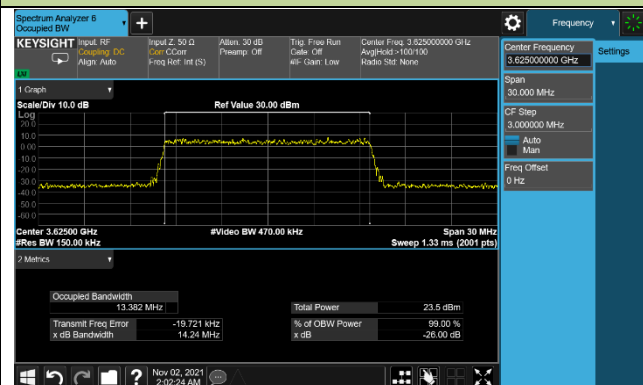 Spectrum Analyzer 6
Occupied BW
+
Frequency
KEYSIGHT
Input: RF
Coupling: DC
Align: Auto
Input Z: 50 Ω
Corr CCorr
Freq Ref: Int (S)
Atten: 30 dB
Preamp: Off
Trig: Free Run
Gate: Off
#IF Gain: Low
Center Freq: 3.625000000 GHz
Avg|Hold:>100/100
Radio Std: None
Center Frequency
3.625000000 GHz
Settings
Span
30.000 MHz
CF Step
3.000000 MHz
Auto
Man
Freq Offset
0 Hz
1 Graph
Scale/Div 10.0 dB
Ref Value 30.00 dBm
Log
20.0
10.0
0.00
-10.0
-20.0
-30.0
-40.0
-50.0
-60.0
Center 3.62500 GHz
#Video BW 470.00 kHz
Span 30 MHz
#Res BW 150.00 kHz
Sweep 1.33 ms (2001 pts)
2 Metrics
Occupied Bandwidth
13.382 MHz
Total Power
23.5 dBm
Transmit Freq Error
-19.721 kHz
% of OBW Power
99.00 %
x dB Bandwidth
14.24 MHz
x dB
-26.00 dB
?
Nov 02, 2021
2:02:24 AM